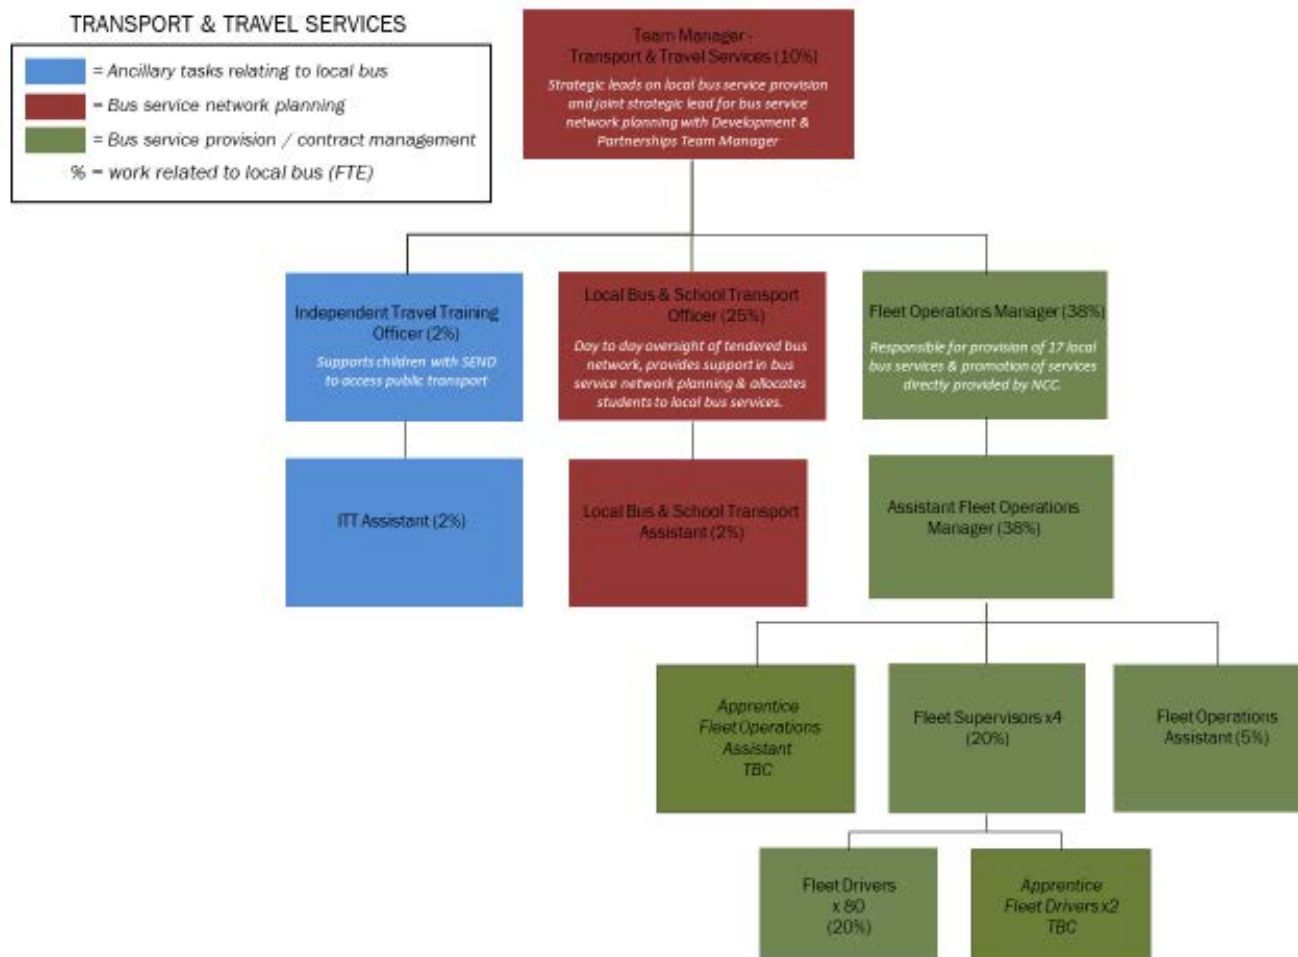 TRANSPORT & TRAVEL SERVICES
= Ancillary tasks relating to local bus
= Bus service network planning
= Bus service provision / contract management
% = work related to local bus (FTE)
Team Manager -
Transport & Travel Services (10%)
Strategic leads on local bus service provision
and joint strategic lead for bus service
network planning with Development &
Partnerships Team Manager
Independent Travel Training
Officer (2%)
Supports children with SEND
to access public transport
Local Bus & School Transport
Officer (25%)
Day to day oversight of tendered bus
network, provides support in bus
service network planning & allocates
students to local bus services.
Fleet Operations Manager (38%)
Responsible for provision of 17 local
bus services & promotion of services
directly provided by NCC.
ITT Assistant (2%)
Local Bus & School Transport
Assistant (2%)
Assistant Fleet Operations
Manager (38%)
Apprentice
Fleet Operations
Assistant
TBC
Fleet Supervisors x4
(20%)
Fleet Operations
Assistant (5%)
Fleet Drivers
x 80
(20%)
Apprentice
Fleet Drivers x2
TBC